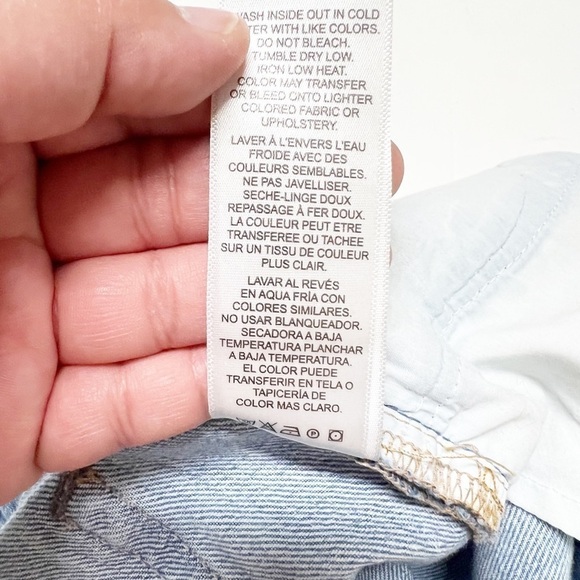 WASH INSIDE OUT IN COLD
WATER WITH LIKE COLORS.
DO NOT BLEACH.
TUMBLE DRY LOW.
IRON LOW HEAT.
COLOR MAY TRANSFER
OR BLEED ONTO LIGHTER
COLORED FABRIC OR
UPHOLSTERY.
LAVER À L'ENVERS L'EAU
FROIDE AVEC DES
COULEURS SEMBLABLES.
NE PAS JAVELLISER.
SECHE-LINGE DOUX
REPASSAGE À FER DOUX.
LA COULEUR PEUT ETRE
TRANSFEREE OU TACHEE
SUR UN TISSU DE COULEUR
PLUS CLAIR.
LAVAR AL REVÉS
EN AQUA FRÍA CON
COLORES SIMILARES.
NO USAR BLANQUEADOR.
SECADORA A BAJA
TEMPERATURA PLANCHAR
A BAJA TEMPERATURA.
EL COLOR PUEDE
TRANSFERIR EN TELA O
TAPICERÍA DE
COLOR MAS CLARO.